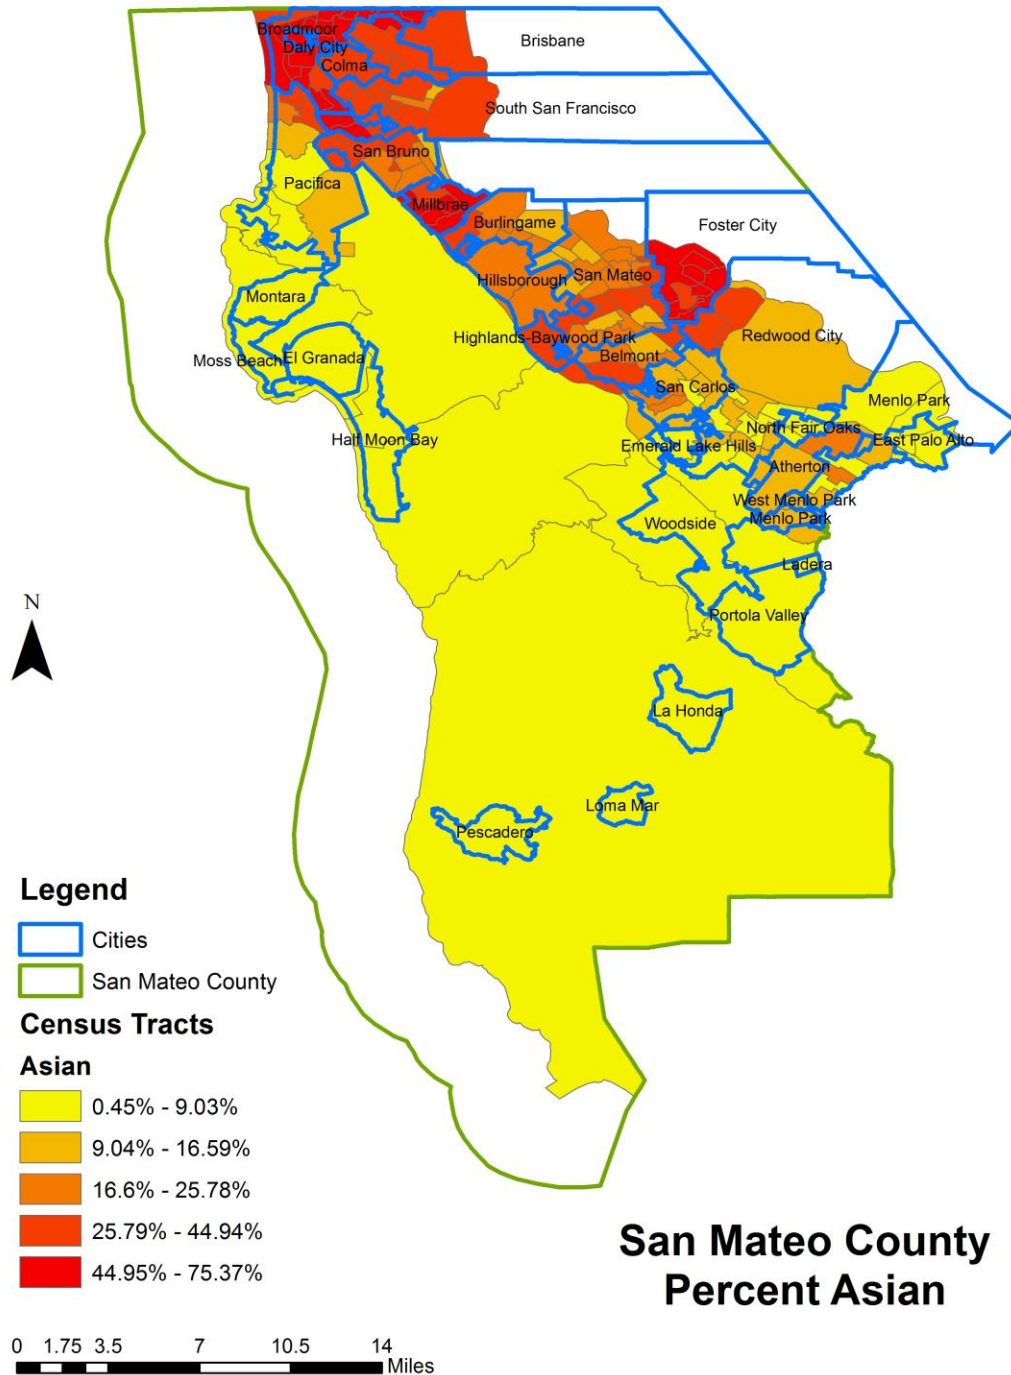 Broadmoor
Daly City
Colma
Brisbane
South San Francisco
San Bruno
Pacifica
Millbrae
Burlingame
Foster City
Hillsborough
San Mateo
Montara
Highlands-Baywood Park
Redwood City
Moss Beach
El Granada
Belmont
San Carlos
Menlo Park
Half Moon Bay
North Fair Oaks
Emerald Lake Hills
East Palo Alto
Atherton
West Menlo Park
Menlo Park
Woodside
Ladera
N
Portola Valley
La Honda
Loma Mar
Pescadero
Legend
Cities
San Mateo County
Census Tracts
Asian
0.45% - 9.03%
9.04% - 16.59%
16.6% - 25.78%
25.79% - 44.94%
44.95% - 75.37%
San Mateo County
Percent Asian
0 1.75 3.5 7 10.5 14
Miles